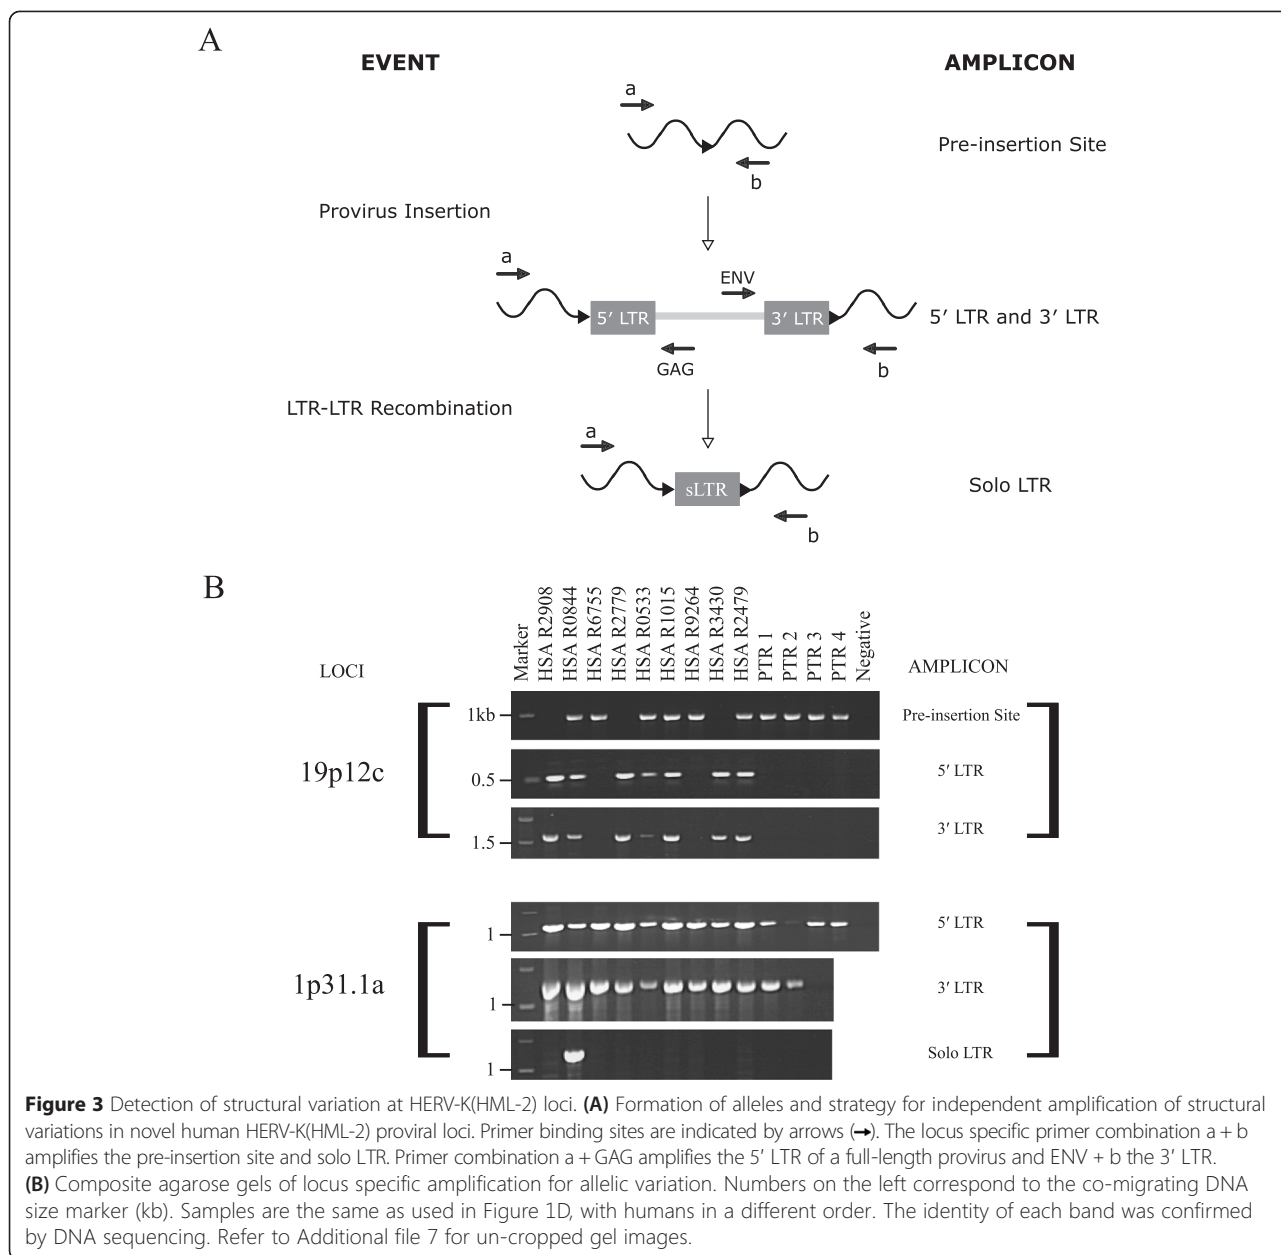 A
EVENT
AMPLICON
a
Pre-insertion Site
b
Provirus Insertion
a
ENV
5′ LTR
3′ LTR
5′ LTR and 3′ LTR
GAG
b
LTR-LTR Recombination
a
sLTR
Solo LTR
b
B
LOCI
Marker
HSA R2908
HSA R0844
HSA R6755
HSA R2779
HSA R0533
HSA R1015
HSA R9264
HSA R3430
HSA R2479
PTR 1
PTR 2
PTR 3
PTR 4
Negative
AMPLICON
1kb
Pre-insertion Site
19p12c
0.5
5′ LTR
1.5
3′ LTR
1
5′ LTR
1p31.1a
1
3′ LTR
1
Solo LTR
Figure 3 Detection of structural variation at HERV-K(HML-2) loci. (A) Formation of alleles and strategy for independent amplification of structural
variations in novel human HERV-K(HML-2) proviral loci. Primer binding sites are indicated by arrows (→). The locus specific primer combination a + b
amplifies the pre-insertion site and solo LTR. Primer combination a + GAG amplifies the 5′ LTR of a full-length provirus and ENV + b the 3′ LTR.
(B) Composite agarose gels of locus specific amplification for allelic variation. Numbers on the left correspond to the co-migrating DNA
size marker (kb). Samples are the same as used in Figure 1D, with humans in a different order. The identity of each band was confirmed
by DNA sequencing. Refer to Additional file 7 for un-cropped gel images.